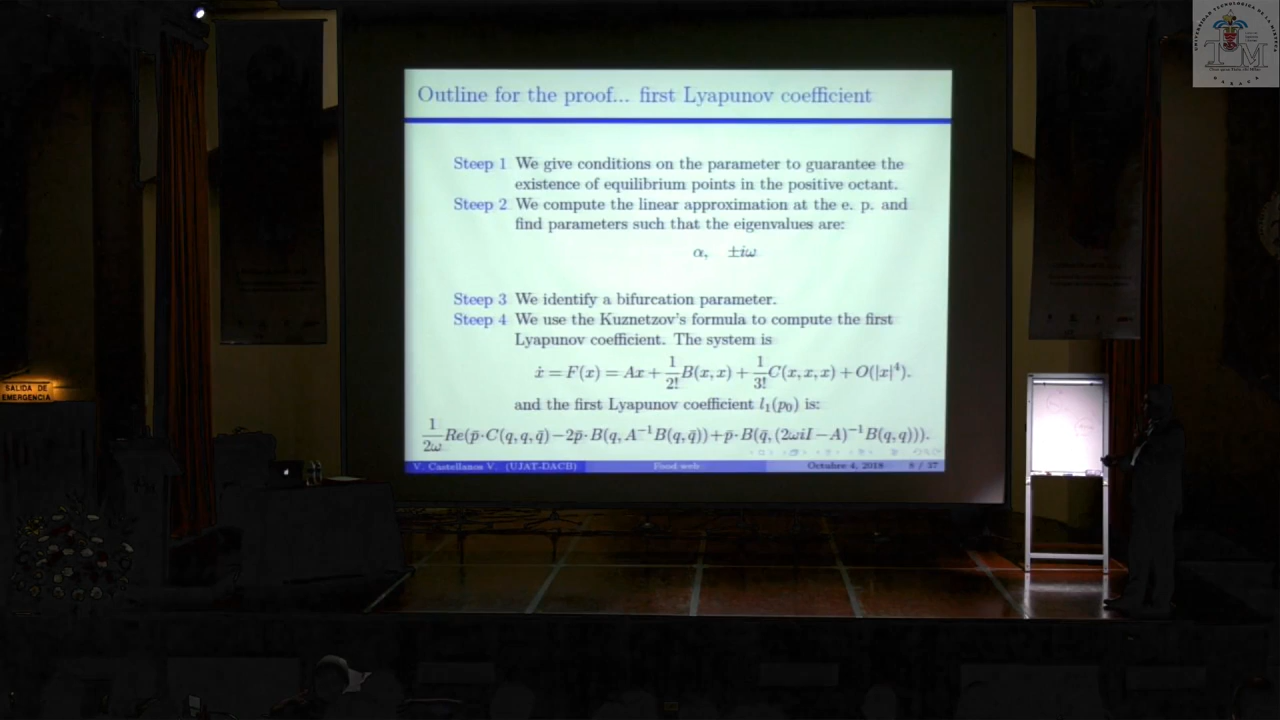 Outline for the proof... first Lyapunov coefficient
Steep 1 We give conditions on the parameter to guarantee the
existence of equilibrium points in the positive octant.
Steep 2 We compute the linear approximation at the e. p. and
find parameters such that the eigenvalues are:
α, ±iω
Steep 3 We identify a bifurcation parameter.
Steep 4 We use the Kuznetzov's formula to compute the first
Lyapunov coefficient. The system is
ẋ = F(x) = Ax + 1/2! B(x, x) + 1/3! C(x, x, x) + O(|x|⁴).
and the first Lyapunov coefficient l₁(p₀) is:
1/2ω Re(p̄·C(q, q, q̄)−2p̄·B(q, A⁻¹B(q, q̄))+p̄·B(q̄, (2ωiI−A)⁻¹B(q, q))).
V. Castellanos V. (UJAT-DACB) Food web Octubre 4, 2018 8 / 37
SALIDA DE
EMERGENCIA